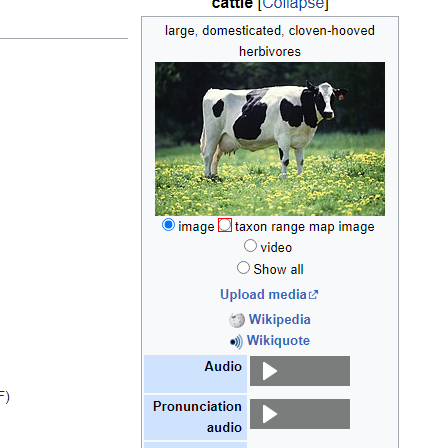 cattle [Collapse]
large, domesticated, cloven-hooved
herbivores
image taxon range map image
video
Show all
Upload media
Wikipedia
Wikiquote
Audio
Pronunciation
audio
F)